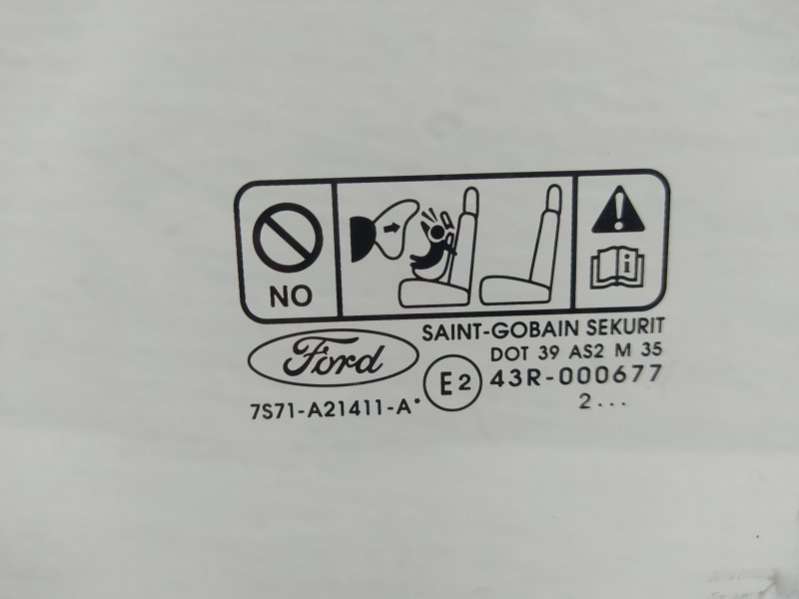 NO
i
Ford
SAINT-GOBAIN SEKURIT
DOT 39 AS2 M 35
E2
43R-000677
7S71-A21411-A•
2...